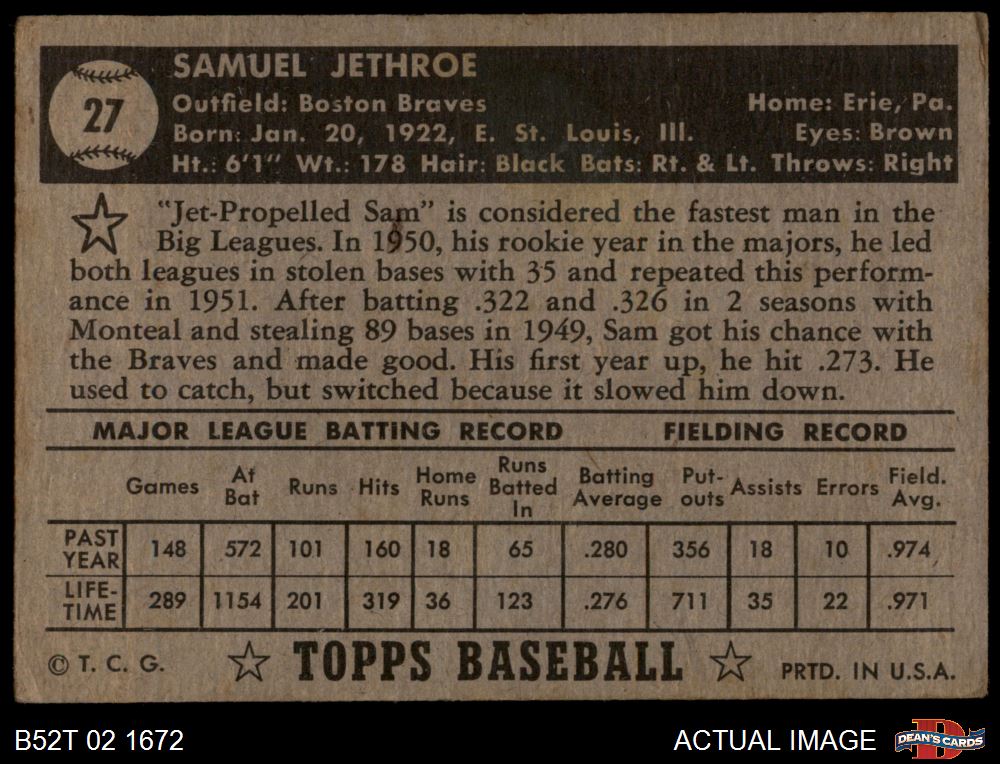 27
SAMUEL JETHROE
Outfield: Boston Braves Home: Erie, Pa.
Born: Jan. 20, 1922, E. St. Louis, Ill. Eyes: Brown
Ht.: 6'1" Wt.: 178 Hair: Black Bats: Rt. & Lt. Throws: Right
"Jet-Propelled Sam" is considered the fastest man in the
Big Leagues. In 1950, his rookie year in the majors, he led
both leagues in stolen bases with 35 and repeated this perform-
ance in 1951. After batting .322 and .326 in 2 seasons with
Monteal and stealing 89 bases in 1949, Sam got his chance with
the Braves and made good. His first year up, he hit .273. He
used to catch, but switched because it slowed him down.
MAJOR LEAGUE BATTING RECORD FIELDING RECORD
Games At Bat Runs Hits Home Runs Runs Batted In Batting Average Put-outs Assists Errors Field. Avg.
PAST YEAR 148 572 101 160 18 65 .280 356 18 10 .974
LIFE-TIME 289 1154 201 319 36 123 .276 711 35 22 .971
© T. C. G. TOPPS BASEBALL PRTD. IN U.S.A.
B52T 02 1672 ACTUAL IMAGE DEAN'S CARDS